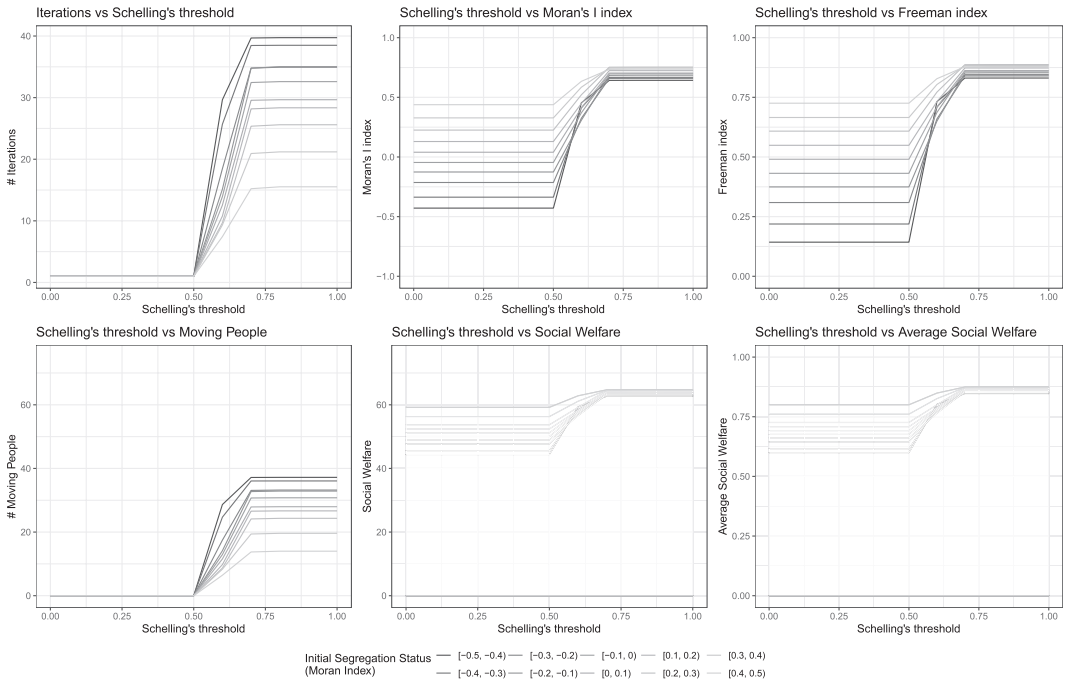 Iterations vs Schelling's threshold
40
30
20
10
0
# Iterations
0.00 0.25 0.50 0.75 1.00
Schelling's threshold
Schelling's threshold vs Moran's I index
1.0
0.5
0.0
−0.5
−1.0
Moran's I index
0.00 0.25 0.50 0.75 1.00
Schelling's threshold
Schelling's threshold vs Freeman index
1.00
0.75
0.50
0.25
0.00
Freeman index
0.00 0.25 0.50 0.75 1.00
Schelling's threshold
Schelling's threshold vs Moving People
60
40
20
0
# Moving People
0.00 0.25 0.50 0.75 1.00
Schelling's threshold
Schelling's threshold vs Social Welfare
60
40
20
0
Social Welfare
0.00 0.25 0.50 0.75 1.00
Schelling's threshold
Schelling's threshold vs Average Social Welfare
1.00
0.75
0.50
0.25
0.00
Average Social Welfare
0.00 0.25 0.50 0.75 1.00
Schelling's threshold
Initial Segregation Status
(Moran Index)
[−0.5, −0.4) [−0.3, −0.2) [−0.1, 0) [0.1, 0.2) [0.3, 0.4)
[−0.4, −0.3) [−0.2, −0.1) [0, 0.1) [0.2, 0.3) [0.4, 0.5)